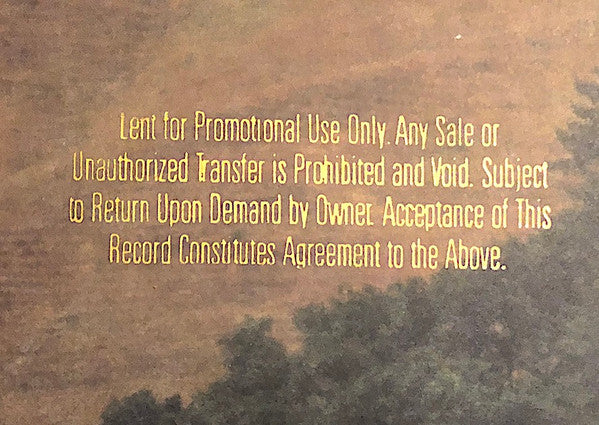 Lent for Promotional Use Only. Any Sale or
Unauthorized Transfer is Prohibited and Void. Subject
to Return Upon Demand by Owner. Acceptance of This
Record Constitutes Agreement to the Above.